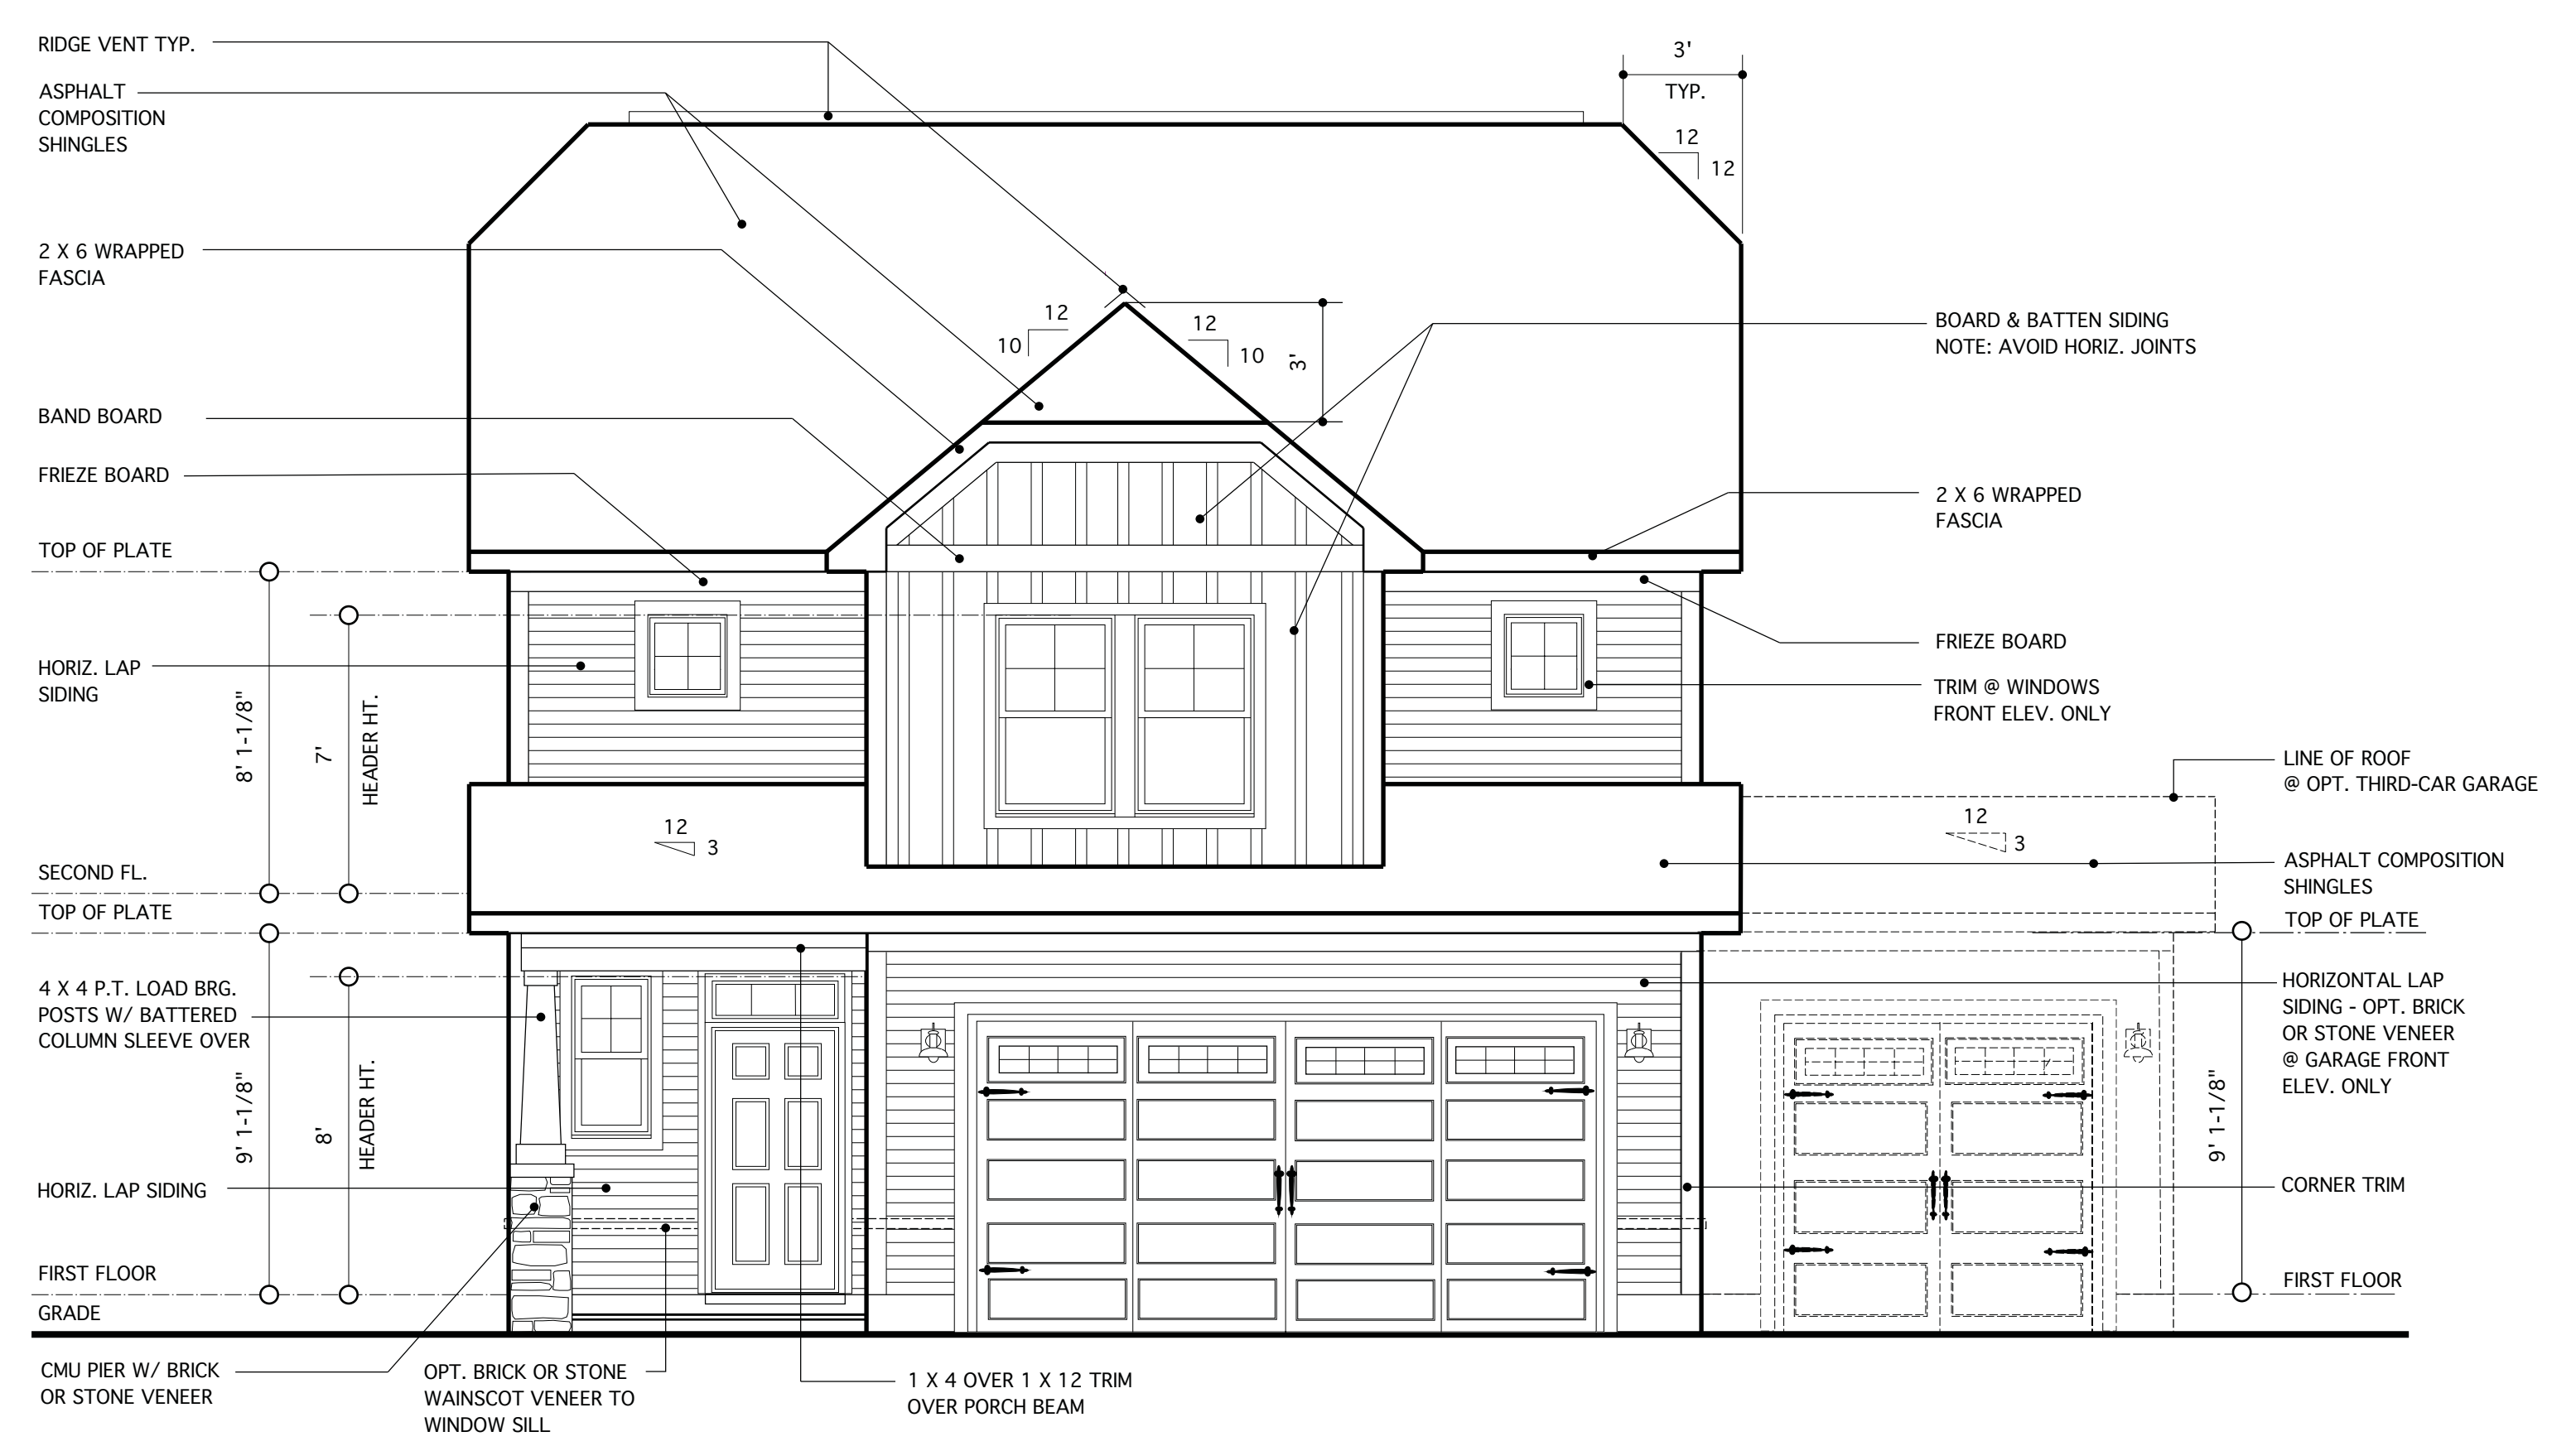 RIDGE VENT TYP.
ASPHALT
COMPOSITION
SHINGLES
2 X 6 WRAPPED
FASCIA
BAND BOARD
FRIEZE BOARD
TOP OF PLATE
HORIZ. LAP
SIDING
8' 1-1/8"
7'
HEADER HT.
SECOND FL.
TOP OF PLATE
4 X 4 P.T. LOAD BRG.
POSTS W/ BATTERED
COLUMN SLEEVE OVER
9' 1-1/8"
8'
HEADER HT.
HORIZ. LAP SIDING
FIRST FLOOR
GRADE
CMU PIER W/ BRICK
OR STONE VENEER
OPT. BRICK OR STONE
WAINSCOT VENEER TO
WINDOW SILL
1 X 4 OVER 1 X 12 TRIM
OVER PORCH BEAM
12
10
12
10
3'
12
3
3'
TYP.
12
12
BOARD & BATTEN SIDING
NOTE: AVOID HORIZ. JOINTS
2 X 6 WRAPPED
FASCIA
FRIEZE BOARD
TRIM @ WINDOWS
FRONT ELEV. ONLY
LINE OF ROOF
@ OPT. THIRD-CAR GARAGE
12
3
ASPHALT COMPOSITION
SHINGLES
TOP OF PLATE
HORIZONTAL LAP
SIDING - OPT. BRICK
OR STONE VENEER
@ GARAGE FRONT
ELEV. ONLY
9' 1-1/8"
CORNER TRIM
FIRST FLOOR